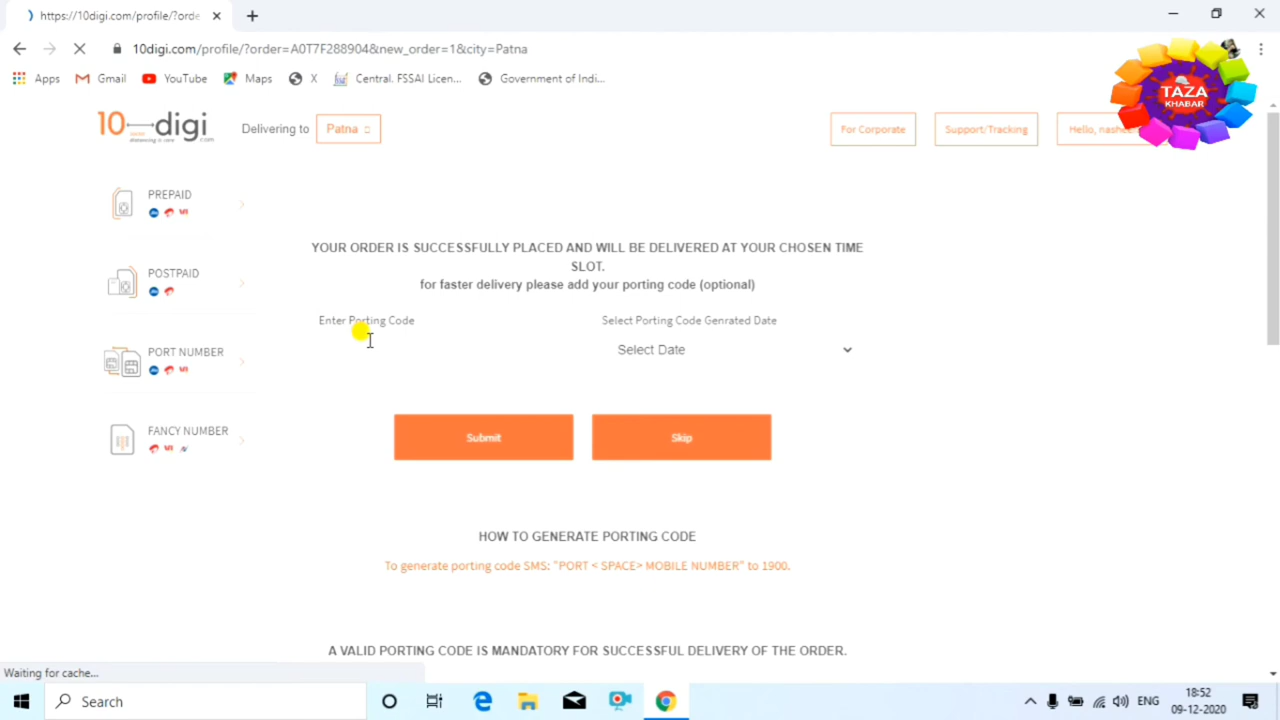 https://10digi.com/profile/?orde
10digi.com/profile/?order=A0T7F288904&new_order=1&city=Patna
Apps
Gmail
YouTube
Maps
X
Central. FSSAI Licen...
Government of Indi...
TAZA
KHABAR
10 digi
.com
Delivering to
Patna
For Corporate
Support/Tracking
Hello, nashe
PREPAID
POSTPAID
PORT NUMBER
FANCY NUMBER
YOUR ORDER IS SUCCESSFULLY PLACED AND WILL BE DELIVERED AT YOUR CHOSEN TIME
SLOT.
for faster delivery please add your porting code (optional)
Enter Porting Code
Select Porting Code Genrated Date
Select Date
Submit
Skip
HOW TO GENERATE PORTING CODE
To generate porting code SMS: "PORT < SPACE> MOBILE NUMBER" to 1900.
A VALID PORTING CODE IS MANDATORY FOR SUCCESSFUL DELIVERY OF THE ORDER.
Waiting for cache...
Search
ENG
18:52
09-12-2020